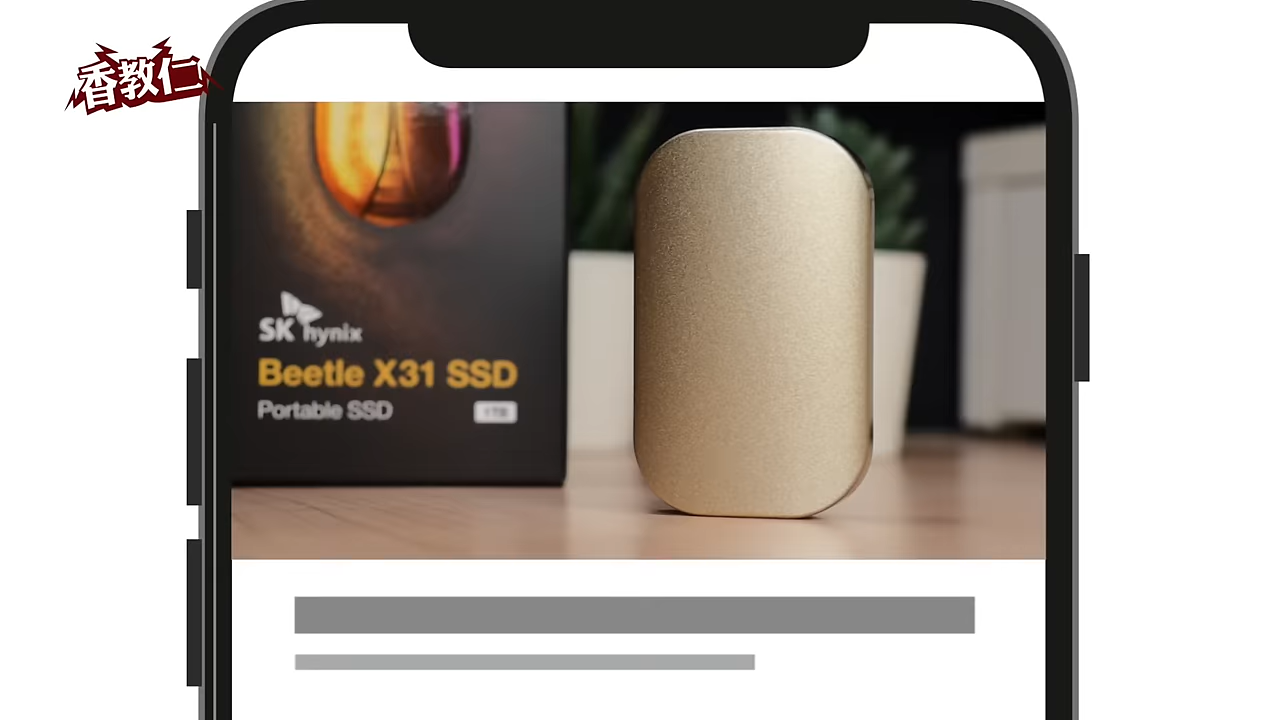 香教仁
SK hynix
Beetle X31 SSD
Portable SSD
1TB